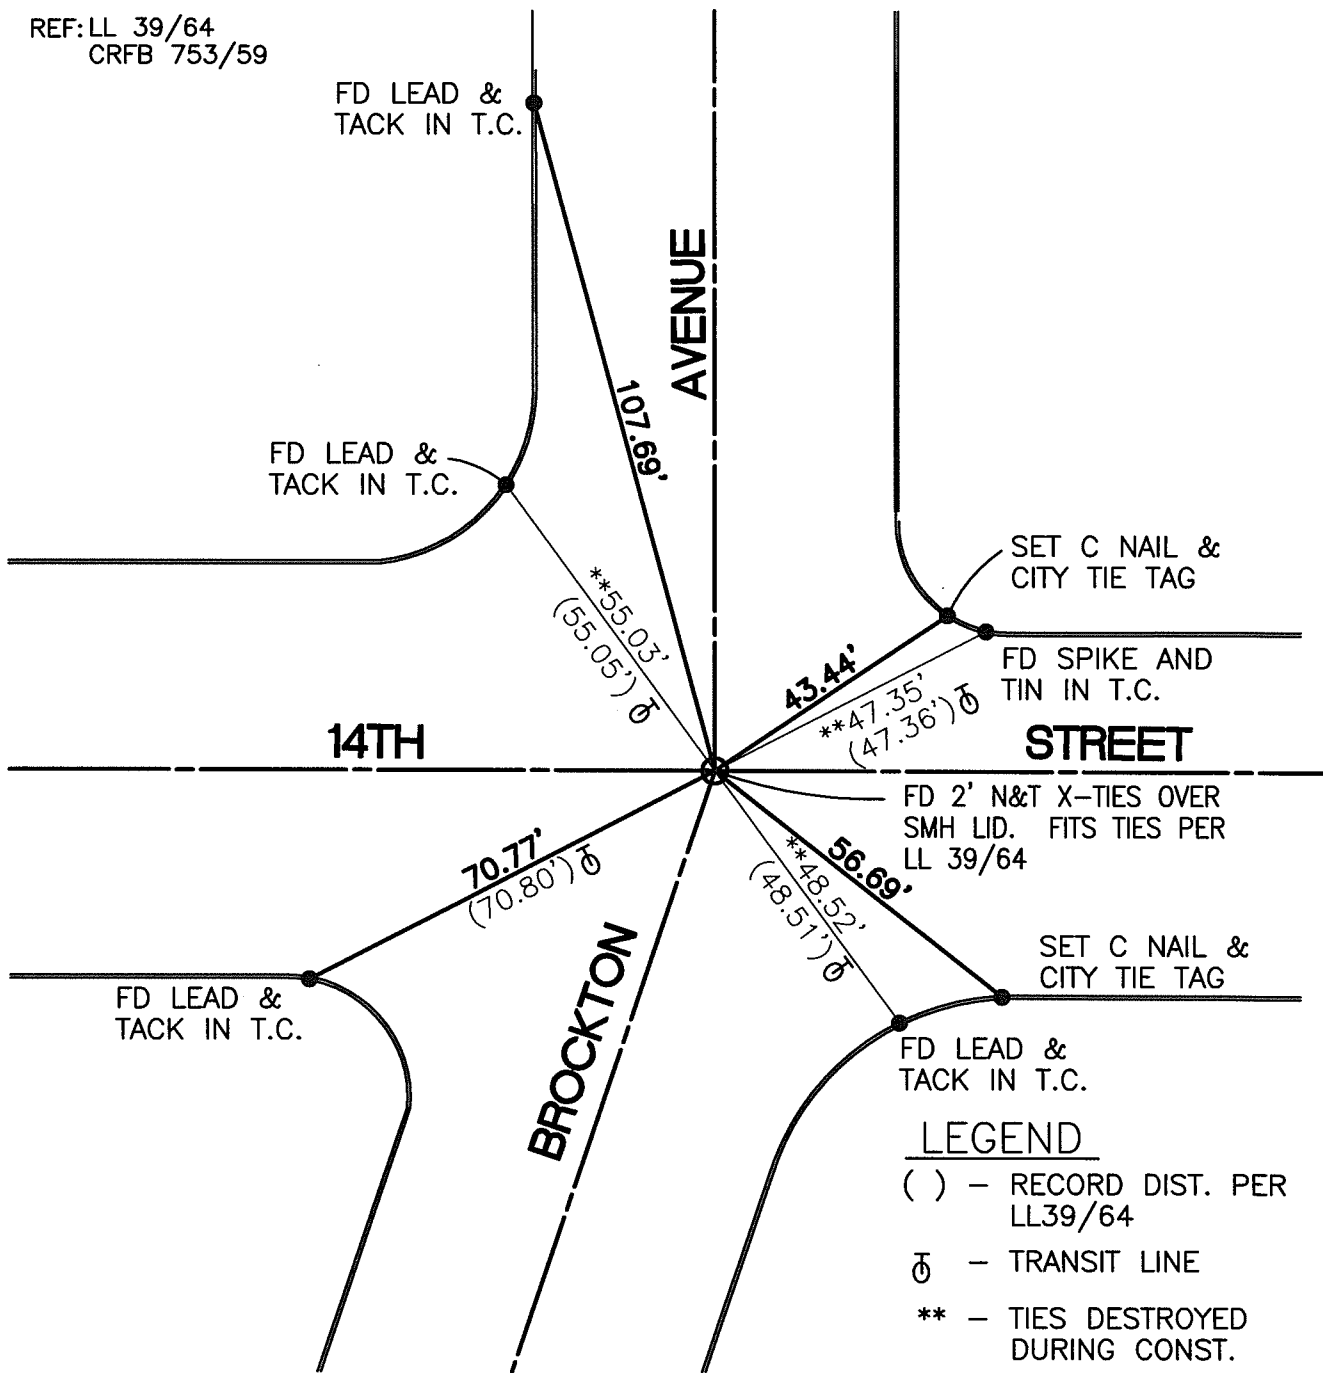 REF: LL 39/64
CRFB 753/59
FD LEAD &
TACK IN T.C.
AVENUE
107.69'
FD LEAD &
TACK IN T.C.
**55.03'
(55.05')
SET C NAIL &
CITY TIE TAG
FD SPIKE AND
TIN IN T.C.
43.44'
**47.35'
(47.36')
14TH
STREET
FD 2' N&T X-TIES OVER
SMH LID. FITS TIES PER
LL 39/64
70.77'
(70.80')
56.69'
**48.52'
(48.51')
BROCKTON
FD LEAD &
TACK IN T.C.
SET C NAIL &
CITY TIE TAG
FD LEAD &
TACK IN T.C.
LEGEND
( ) - RECORD DIST. PER
LL39/64
- TRANSIT LINE
** - TIES DESTROYED
DURING CONST.